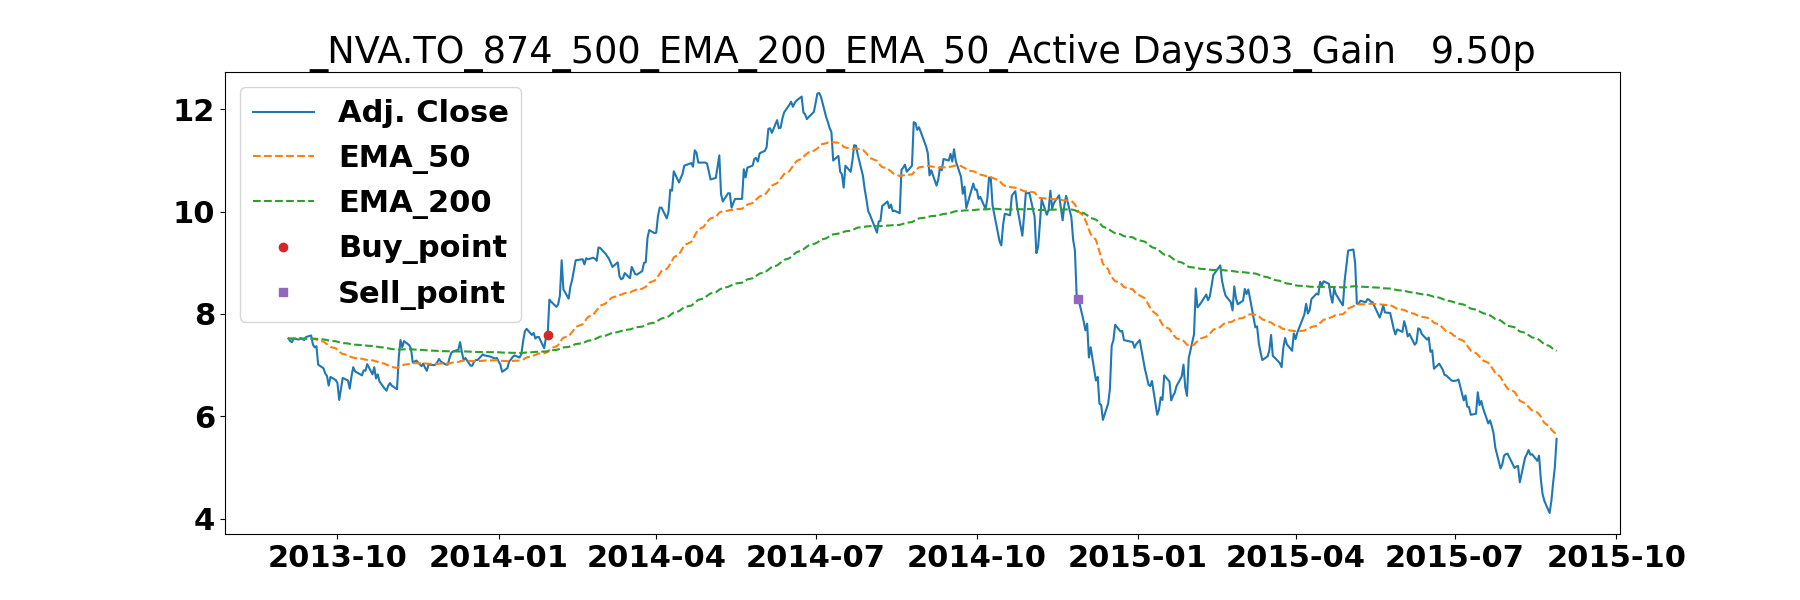 _NVA.TO_874_500_EMA_200_EMA_50_Active Days303_Gain   9.50p
Adj. Close
EMA_50
EMA_200
Buy_point
Sell_point
12
10
8
6
4
2013-10 2014-01 2014-04 2014-07 2014-10 2015-01 2015-04 2015-07 2015-10